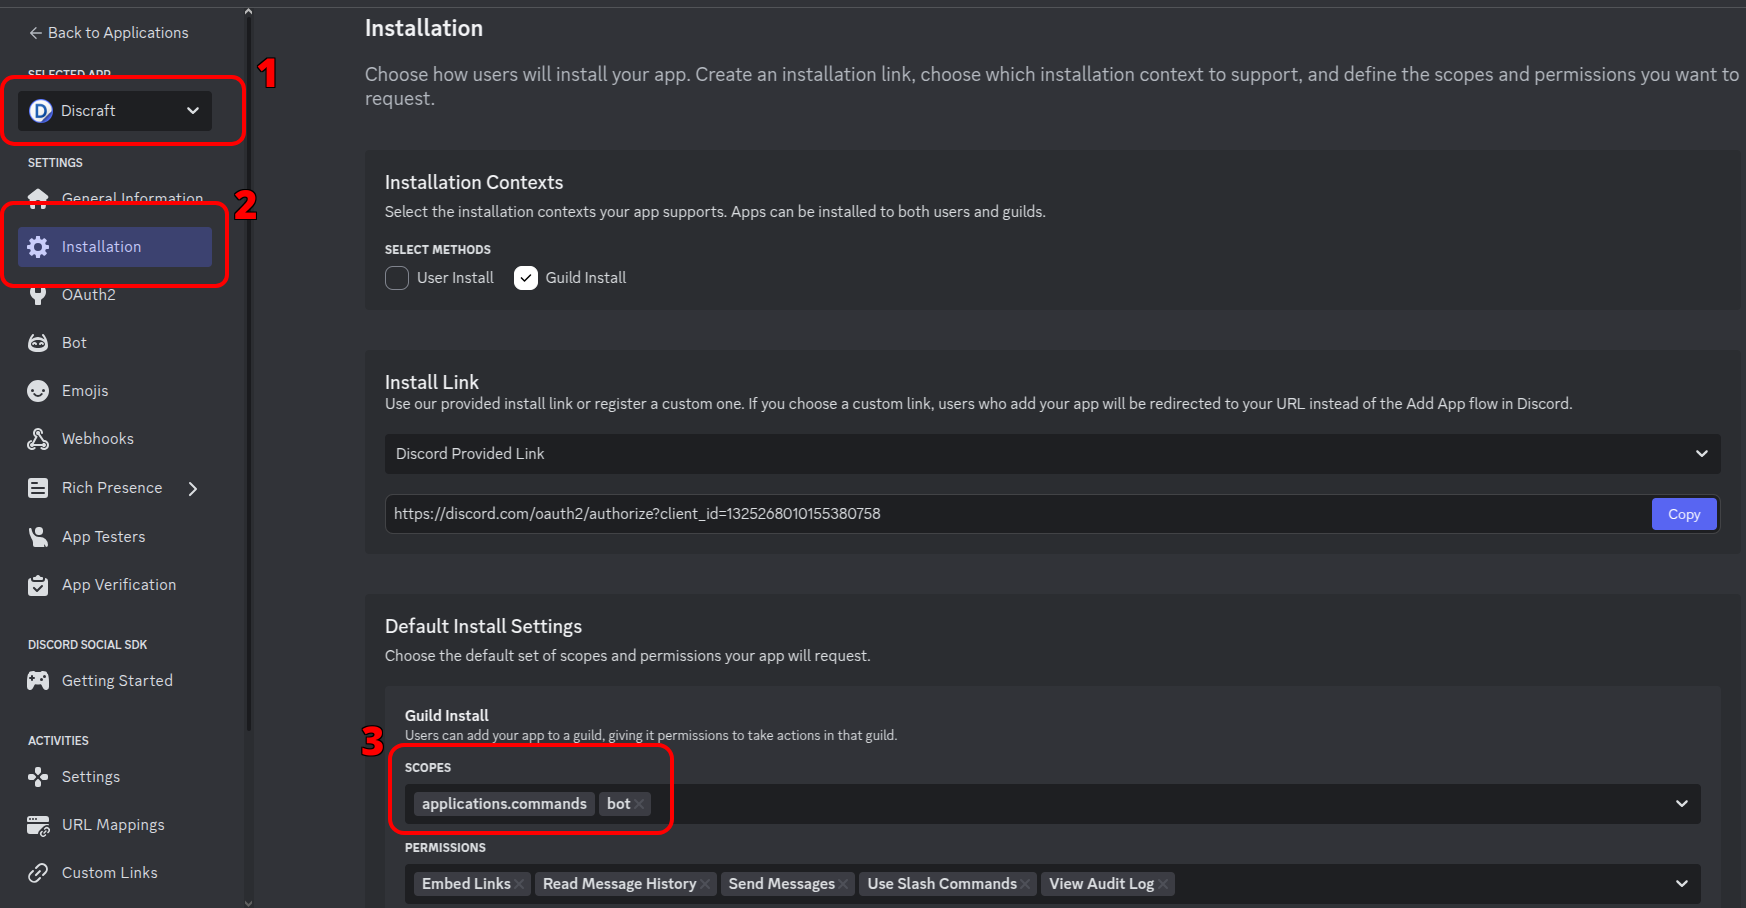 Back to Applications
SELECTED APP
1
Discraft
SETTINGS
General Information
2
Installation
OAuth2
Bot
Emojis
Webhooks
Rich Presence
App Testers
App Verification
DISCORD SOCIAL SDK
Getting Started
ACTIVITIES
Settings
URL Mappings
Custom Links
Installation
Choose how users will install your app. Create an installation link, choose which installation context to support, and define the scopes and permissions you want to
request.
Installation Contexts
Select the installation contexts your app supports. Apps can be installed to both users and guilds.
SELECT METHODS
User Install Guild Install
Install Link
Use our provided install link or register a custom one. If you choose a custom link, users who add your app will be redirected to your URL instead of the Add App flow in Discord.
Discord Provided Link
https://discord.com/oauth2/authorize?client_id=1325268010155380758 Copy
Default Install Settings
Choose the default set of scopes and permissions your app will request.
Guild Install
3
Users can add your app to a guild, giving it permissions to take actions in that guild.
SCOPES
applications.commands bot
PERMISSIONS
Embed Links Read Message History Send Messages Use Slash Commands View Audit Log